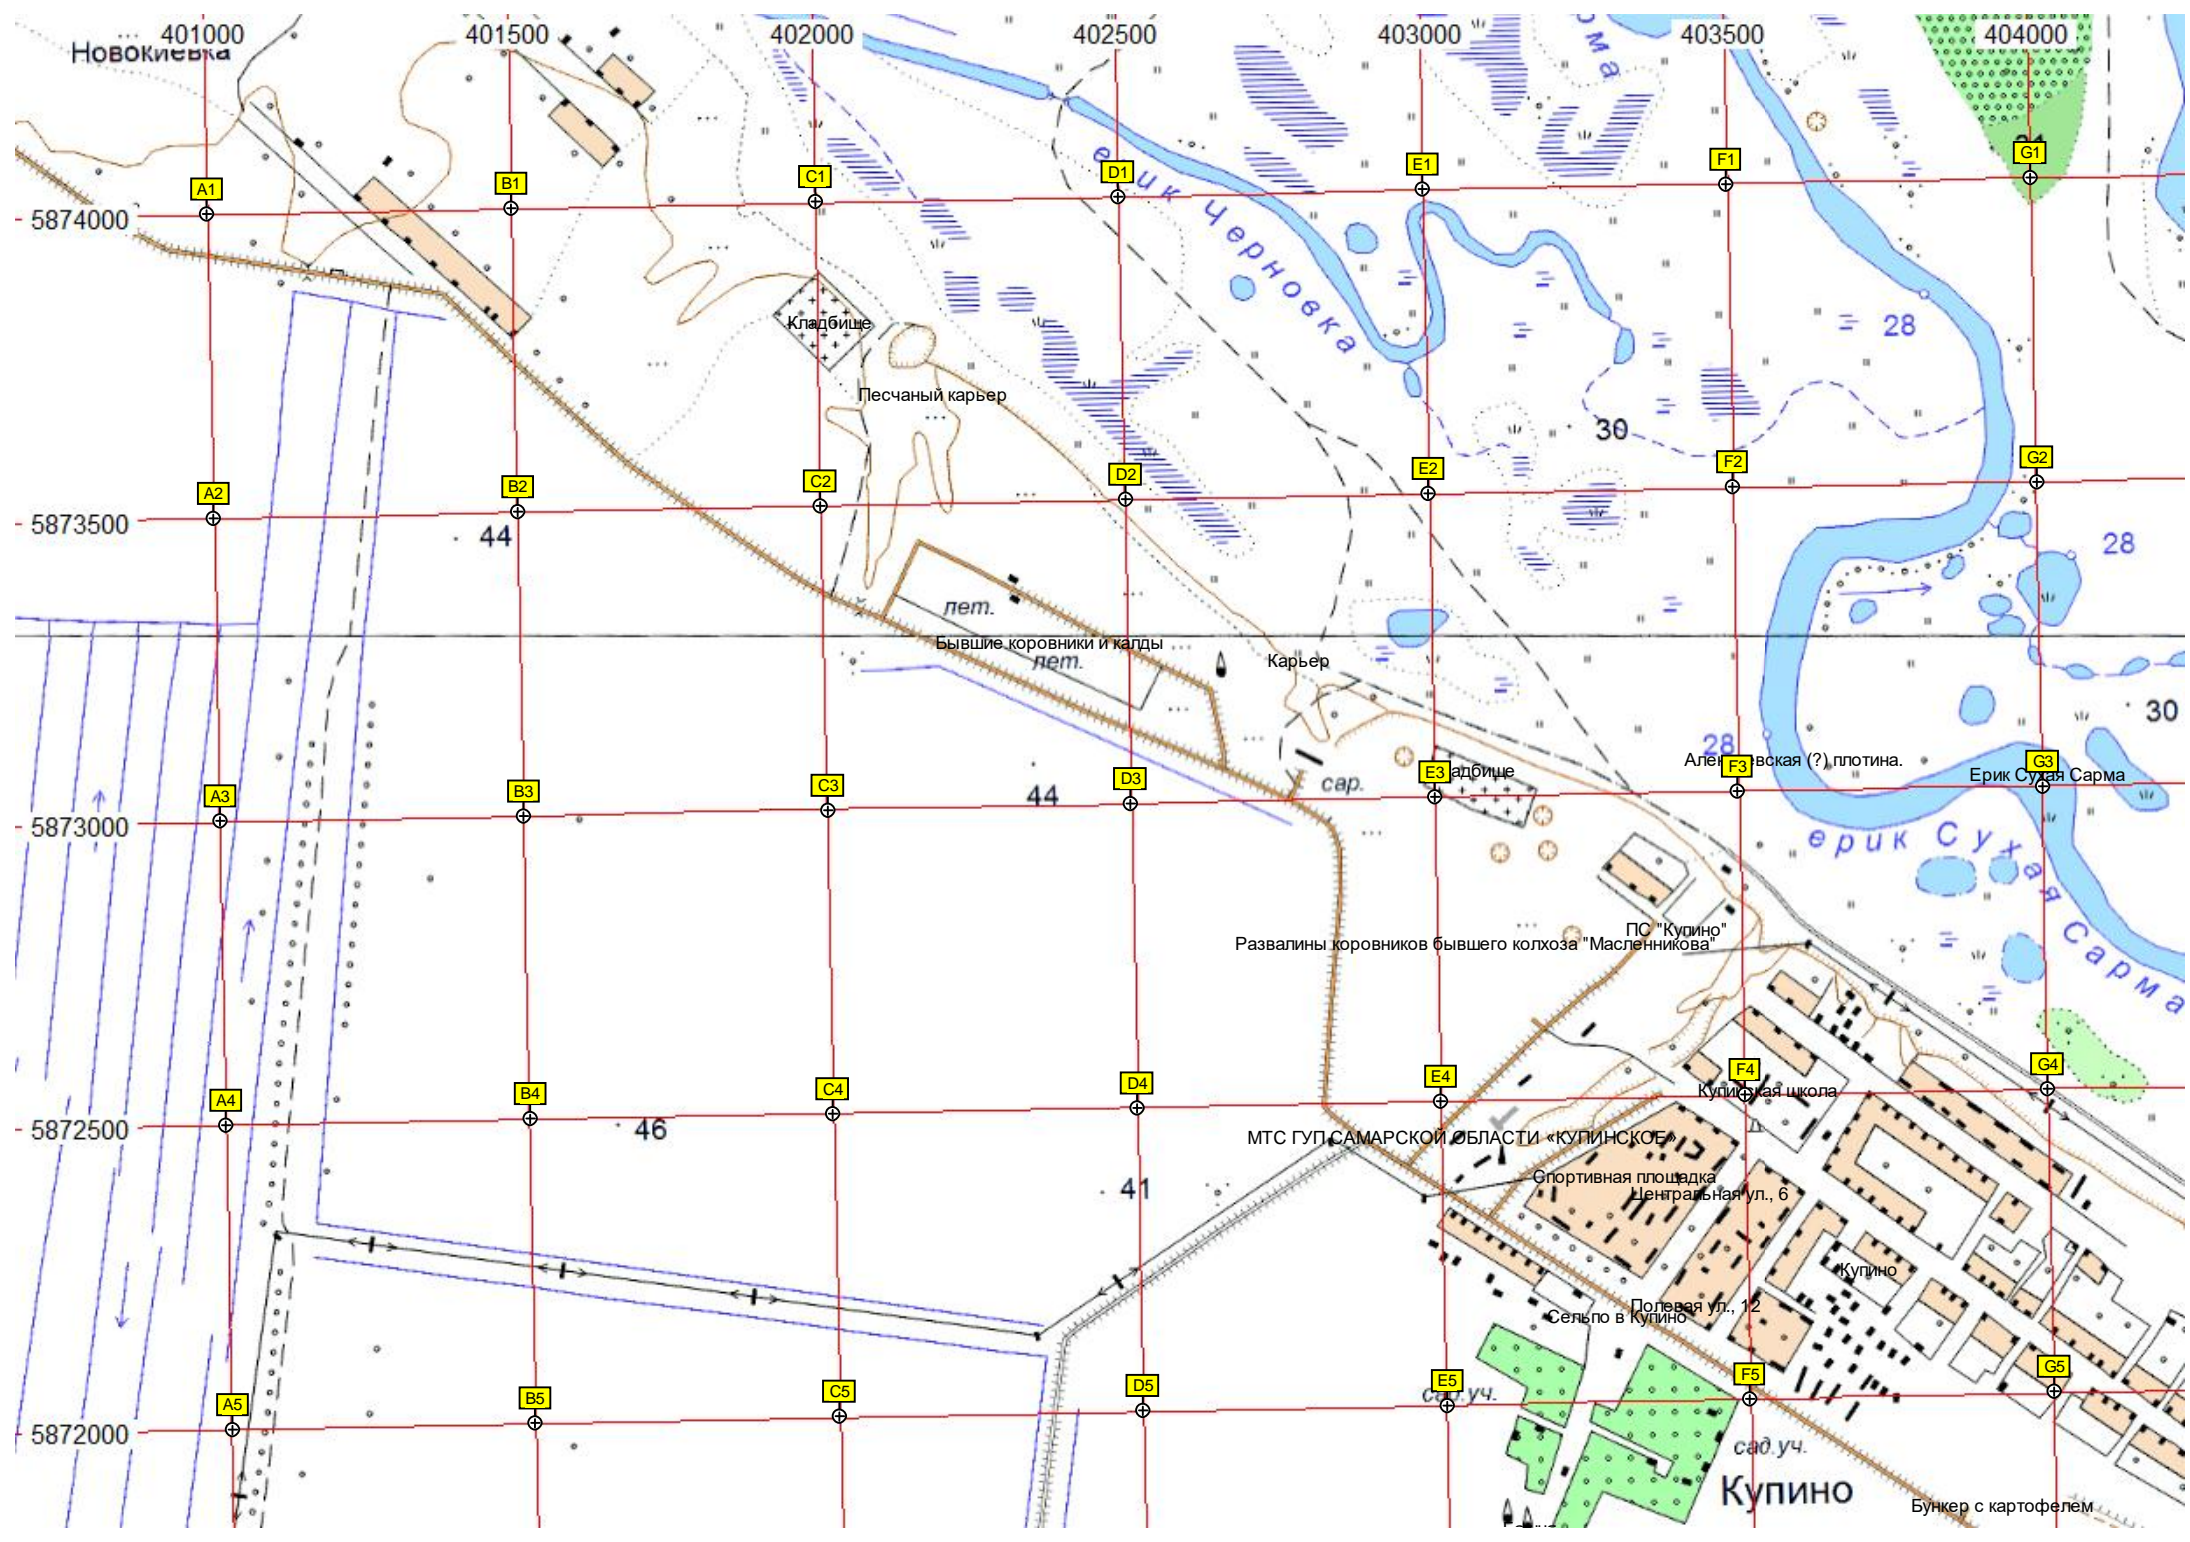 401000 401500 402000 402500 403000 403500 404000
Новокиевка
рма
A1 B1 C1 D1 E1 F1 G1
ерик Черновка
5874000
28
Кладбище
Песчаный карьер
30
A2 B2 C2 D2 E2 F2 G2
5873500
44
28
лет.
Бывшие коровники и калды
лет.
Карьер
30
28
плотина.
сар.
Ерик Сухая Сарма
A3 B3 C3 D3 E3 F3 G3
44
5873000
ерик Сухая Сарма
ПС "Купино"
Развалины коровников бывшего колхоза "Масленникова"
A4 B4 C4 D4 E4 F4 G4
Купинская школа
5872500
46
МТС ГУП САМАРСКОЙ ОБЛАСТИ «КУПИНСКОЕ»
41
Спортивная площадка
Центральная ул., 6
Купино
Полевая ул., 12
Сельпо в Купино
A5 B5 C5 D5 E5 F5 G5
сад.уч.
5872000
сад.уч.
Купино
Бункер с картофелем